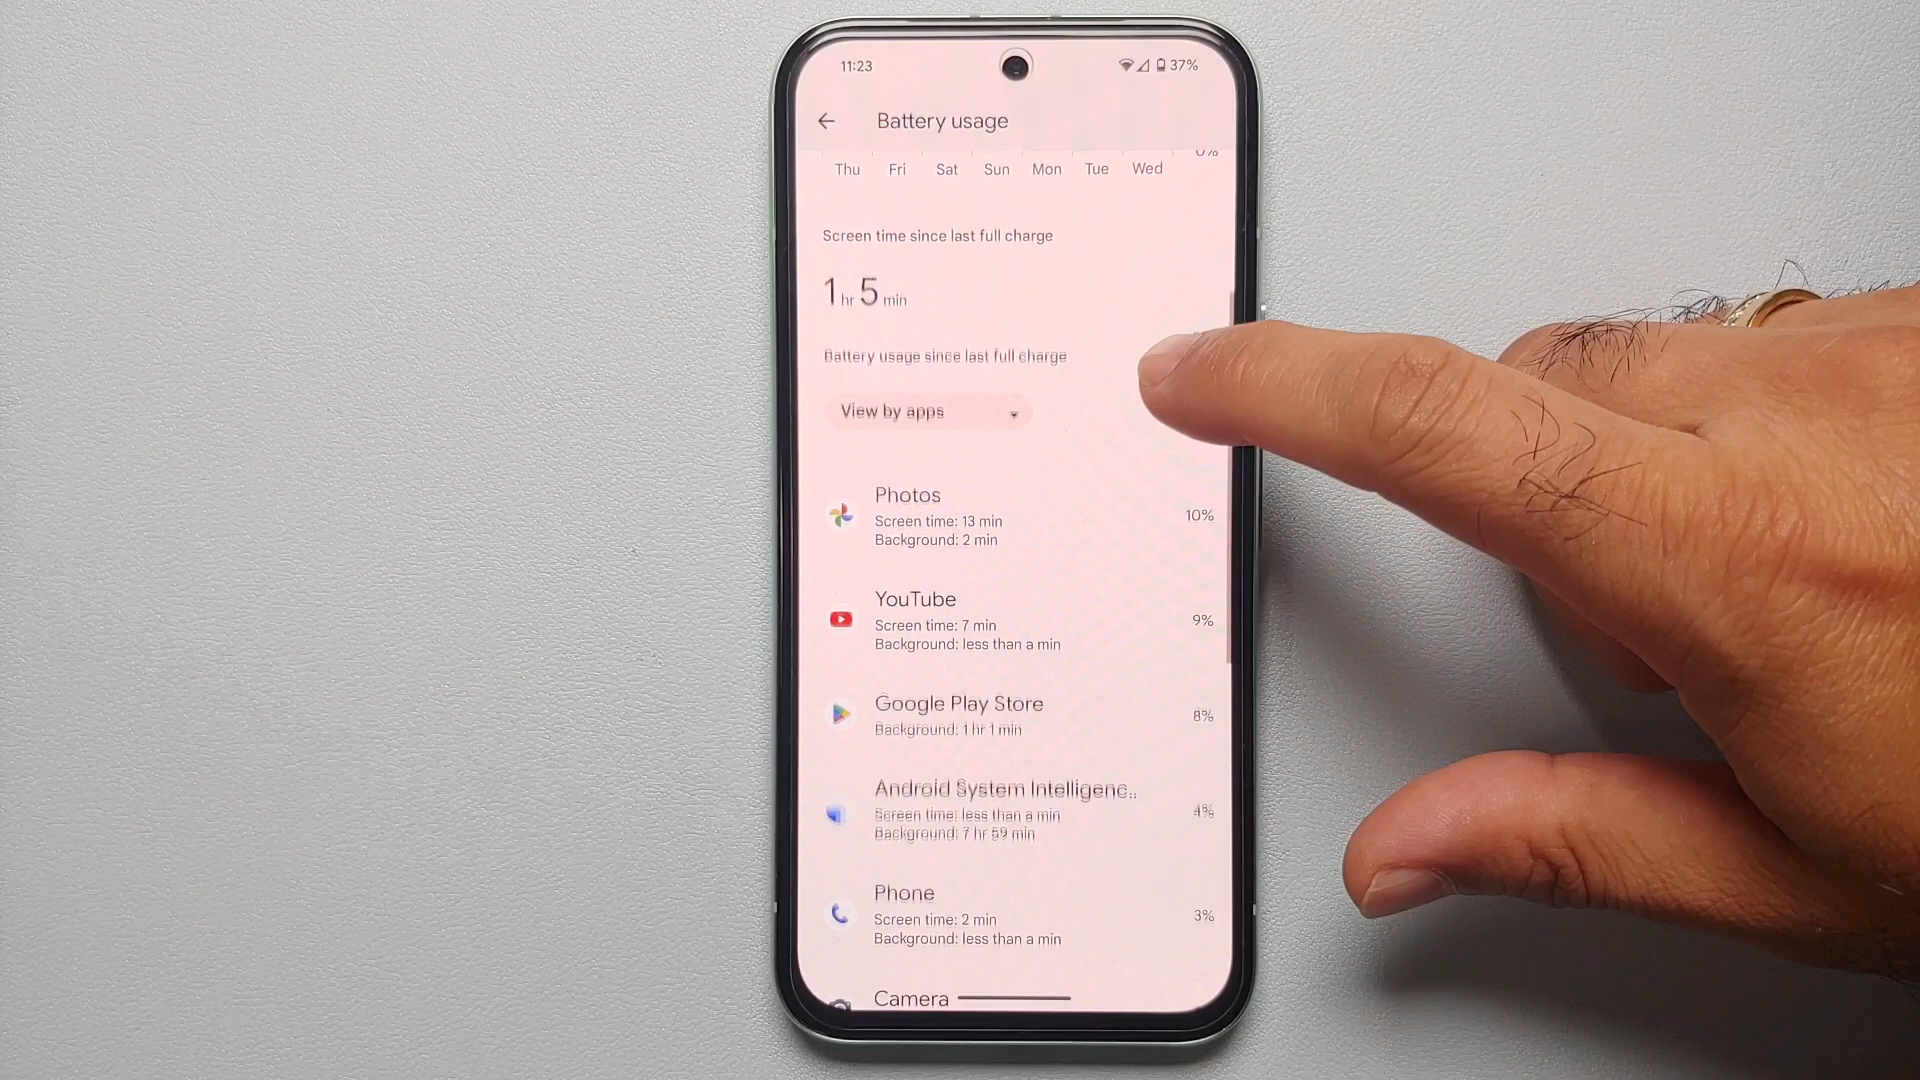 11:23
37%
Battery usage
0%
Thu Fri Sat Sun Mon Tue Wed
Screen time since last full charge
1 hr 5 min
Battery usage since last full charge
View by apps
Photos
Screen time: 13 min
Background: 2 min
10%
YouTube
Screen time: 7 min
Background: less than a min
9%
Google Play Store
Background: 1 hr 1 min
8%
Android System Intelligenc..
Screen time: less than a min
Background: 7 hr 59 min
4%
Phone
Screen time: 2 min
Background: less than a min
3%
Camera